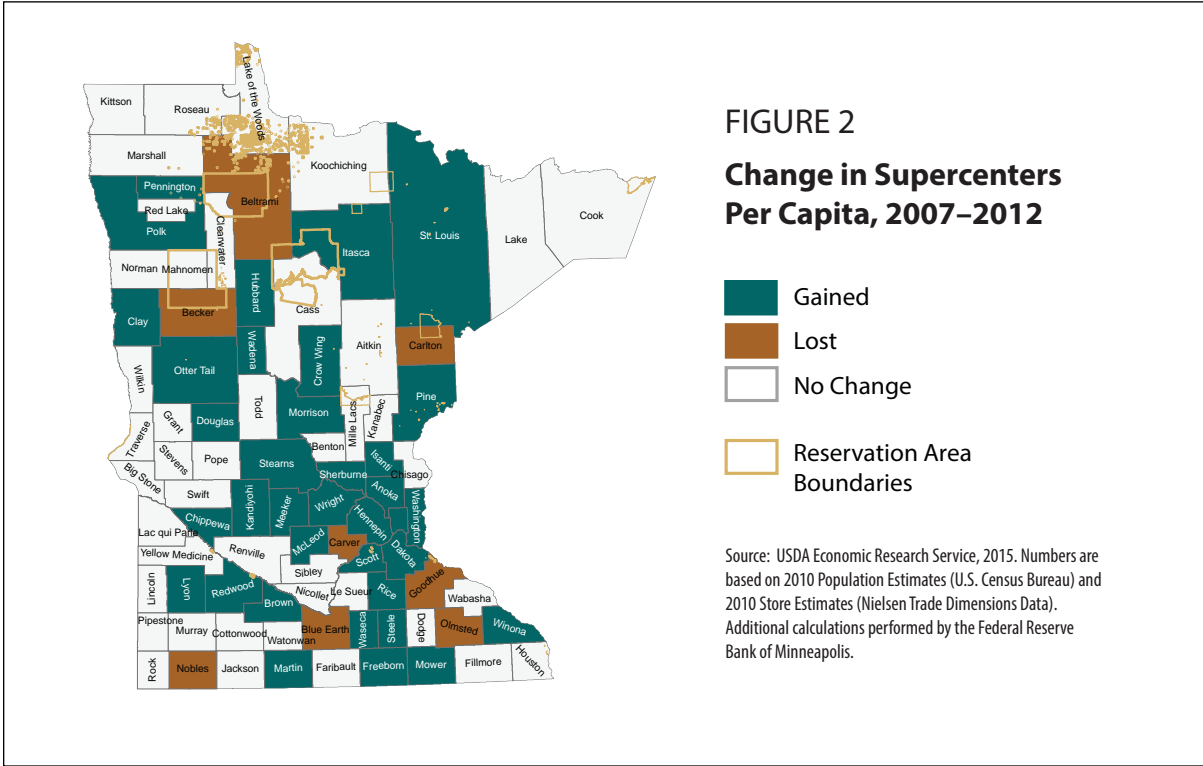 Kittson
Roseau
Lake of the Woods
Marshall
Koochiching
Pennington
Beltrami
Red Lake
Polk
Clearwater
St. Louis
Cook
Lake
Itasca
Norman
Mahnomen
Hubbard
Cass
Becker
Clay
Wadena
Crow Wing
Aitkin
Carlton
Otter Tail
Wilkin
Todd
Morrison
Mille Lacs
Kanabec
Pine
Grant
Douglas
Traverse
Stevens
Pope
Benton
Big Stone
Stearns
Isanti
Sherburne
Chisago
Swift
Kandiyohi
Meeker
Wright
Anoka
Washington
Hennepin
Chippewa
Lac qui Parle
McLeod
Carver
Yellow Medicine
Renville
Scott
Dakota
Sibley
Lincoln
Lyon
Redwood
Nicollet
Le Sueur
Rice
Goodhue
Wabasha
Brown
Pipestone
Murray
Cottonwood
Watonwan
Blue Earth
Waseca
Steele
Dodge
Olmsted
Winona
Rock
Nobles
Jackson
Martin
Faribault
Freeborn
Mower
Fillmore
Houston
FIGURE 2
Change in Supercenters
Per Capita, 2007–2012
Gained
Lost
No Change
Reservation Area
Boundaries
Source: USDA Economic Research Service, 2015. Numbers are
based on 2010 Population Estimates (U.S. Census Bureau) and
2010 Store Estimates (Nielsen Trade Dimensions Data).
Additional calculations performed by the Federal Reserve
Bank of Minneapolis.